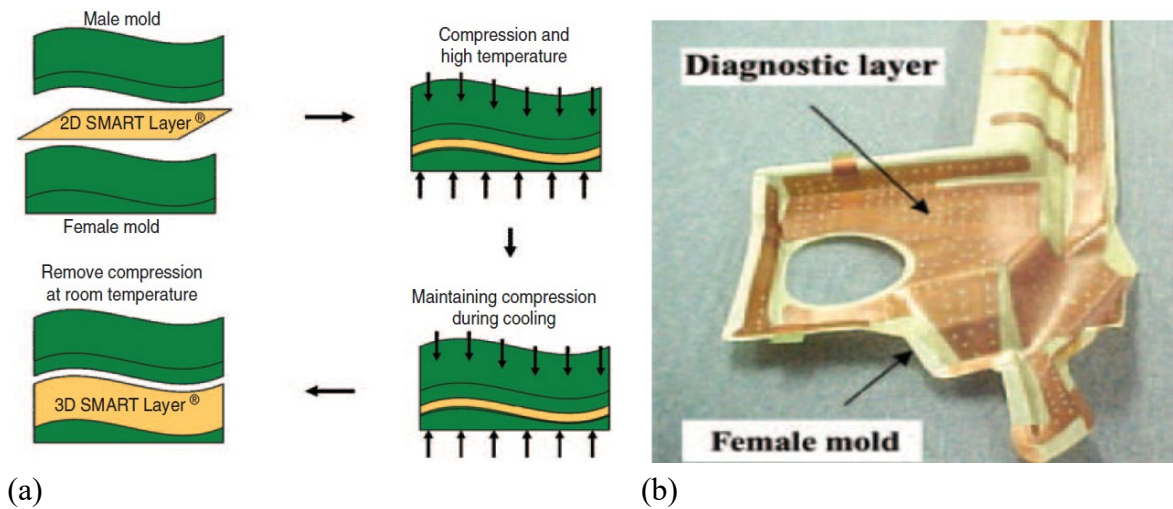 Male mold
2D SMART Layer ®
Female mold
Compression and
high temperature
Maintaining compression
during cooling
Remove compression
at room temperature
3D SMART Layer ®
(a)
Diagnostic layer
Female mold
(b)